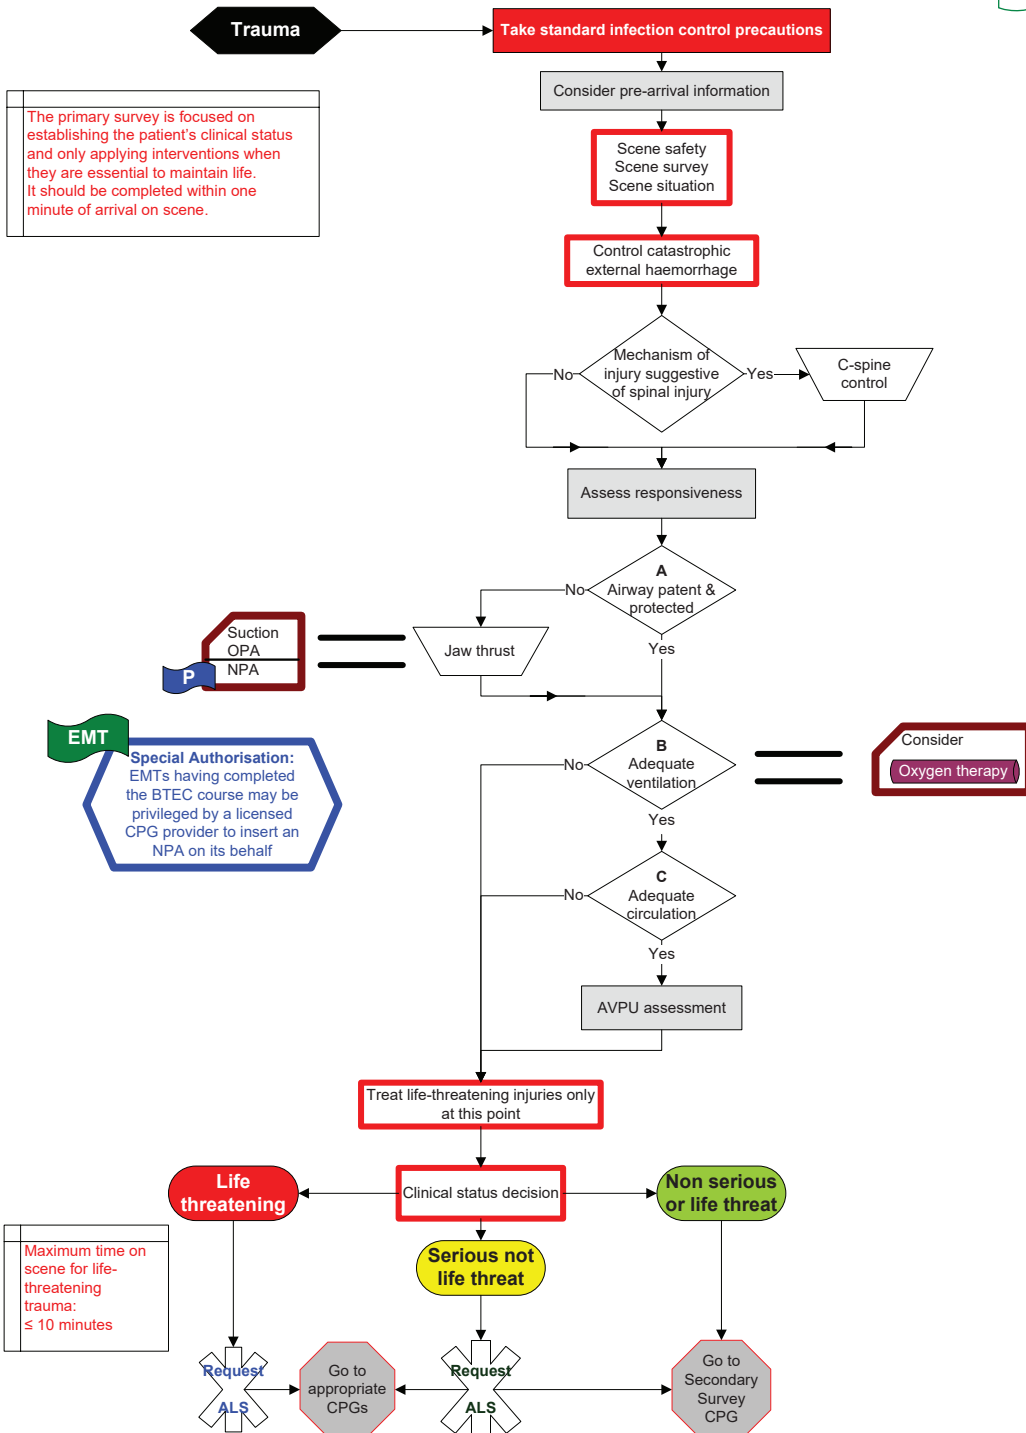 Trauma
Take standard infection control precautions
Consider pre-arrival information
The primary survey is focused on
establishing the patient's clinical status
and only applying interventions when
they are essential to maintain life.
It should be completed within one
minute of arrival on scene.
Scene safety
Scene survey
Scene situation
Control catastrophic
external haemorrhage
Mechanism of
injury suggestive
of spinal injury
No
Yes
C-spine
control
Assess responsiveness
A
Airway patent &
protected
No
Yes
Jaw thrust
Suction
OPA
NPA
P
EMT
Special Authorisation:
EMTs having completed
the BTEC course may be
privileged by a licensed
CPG provider to insert an
NPA on its behalf
B
Adequate
ventilation
No
Yes
Consider
Oxygen therapy
C
Adequate
circulation
No
Yes
AVPU assessment
Treat life-threatening injuries only
at this point
Clinical status decision
Life
threatening
Non serious
or life threat
Serious not
life threat
Maximum time on
scene for life-
threatening
trauma:
≤ 10 minutes
Request
ALS
Go to
appropriate
CPGs
Request
ALS
Go to
Secondary
Survey
CPG